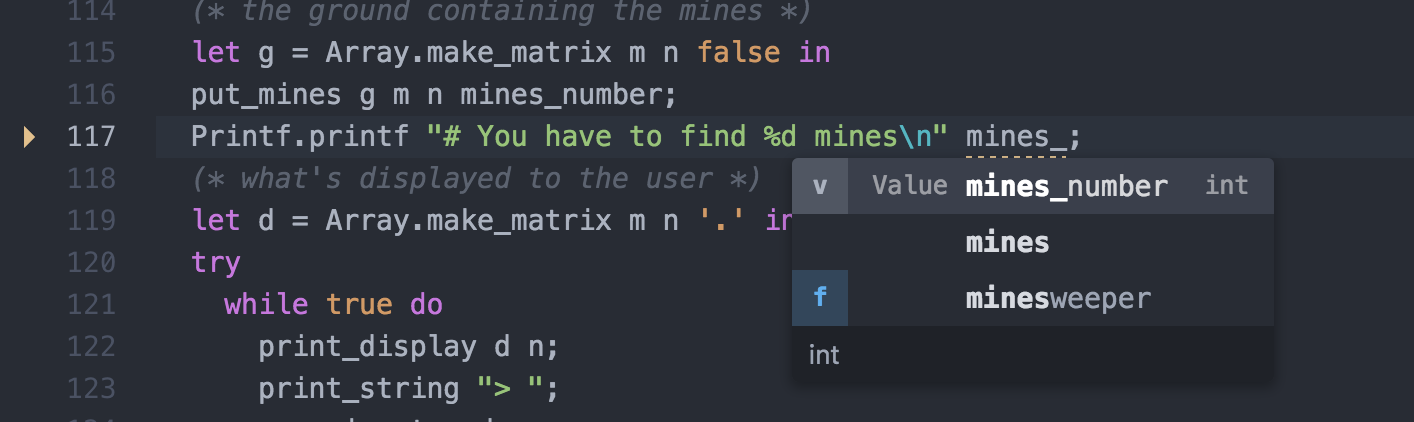 114 (* the ground containing the mines *)
115 let g = Array.make_matrix m n false in
116 put_mines g m n mines_number;
117 Printf.printf "# You have to find %d mines\n" mines_;
118 (* what's displayed to the user *)
v Value mines_number int
119 let d = Array.make_matrix m n '.' in
mines
120 try
121 while true do
f minesweeper
122 print_display d n;
int
123 print_string "> ";